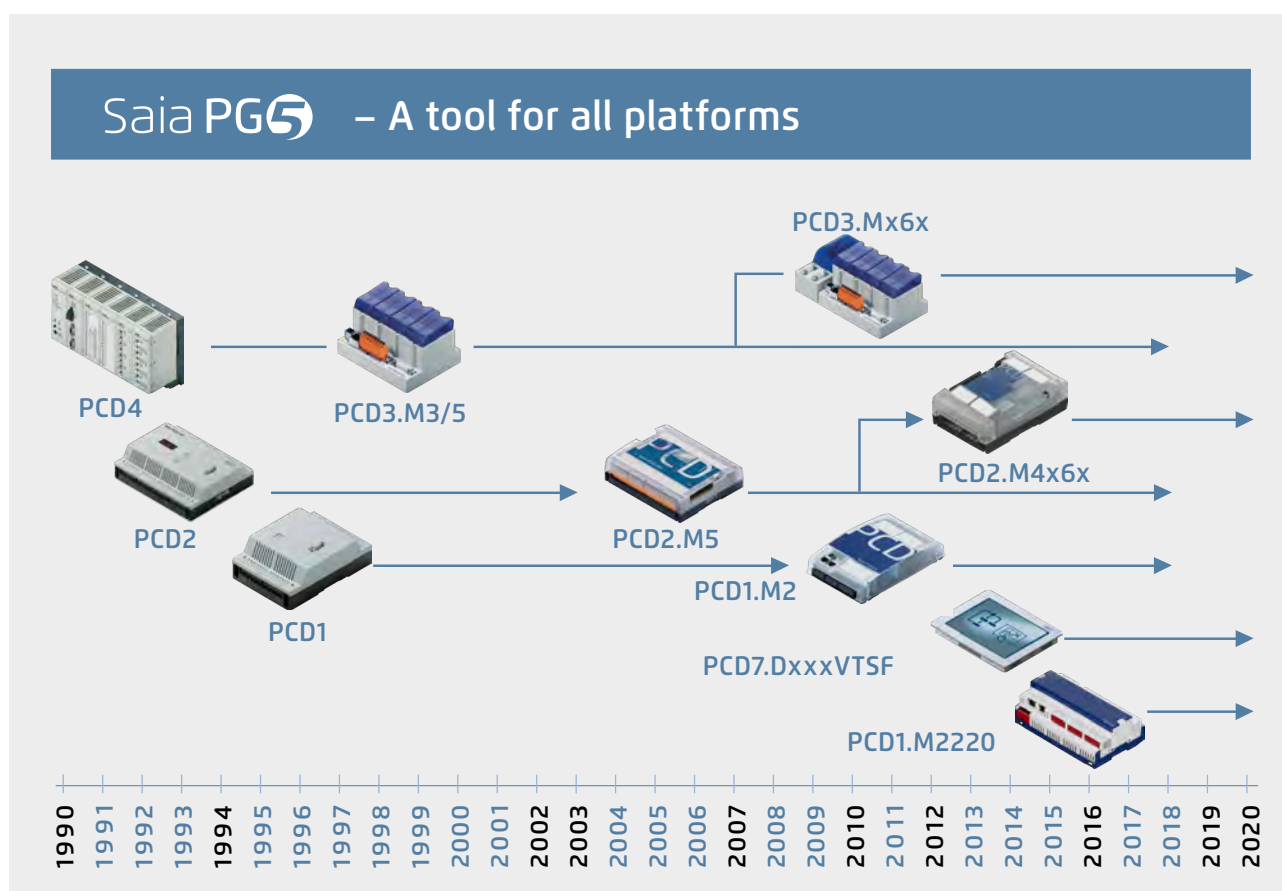 Saia PG5 – A tool for all platforms
PCD3.Mx6x
PCD4
PCD3.M3/5
PCD2.M4x6x
PCD2
PCD2.M5
PCD1.M2
PCD1
PCD7.DxxxVTSF
PCD1.M2220
1990 1991 1992 1993 1994 1995 1996 1997 1998 1999 2000 2001 2002 2003 2004 2005 2006 2007 2008 2009 2010 2011 2012 2013 2014 2015 2016 2017 2018 2019 2020